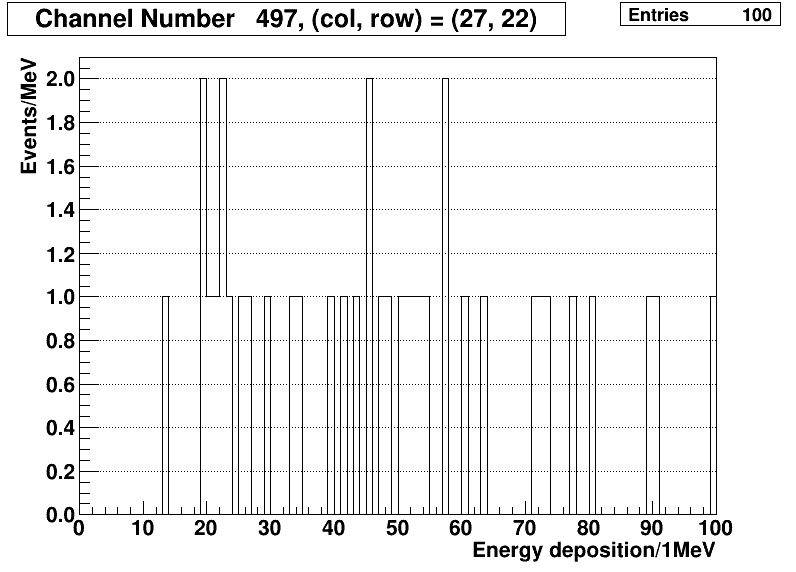 Channel Number 497, (col, row) = (27, 22)
Entries 100
Events/MeV
2.0
1.8
1.6
1.4
1.2
1.0
0.8
0.6
0.4
0.2
0.0
0 10 20 30 40 50 60 70 80 90 100
Energy deposition/1MeV